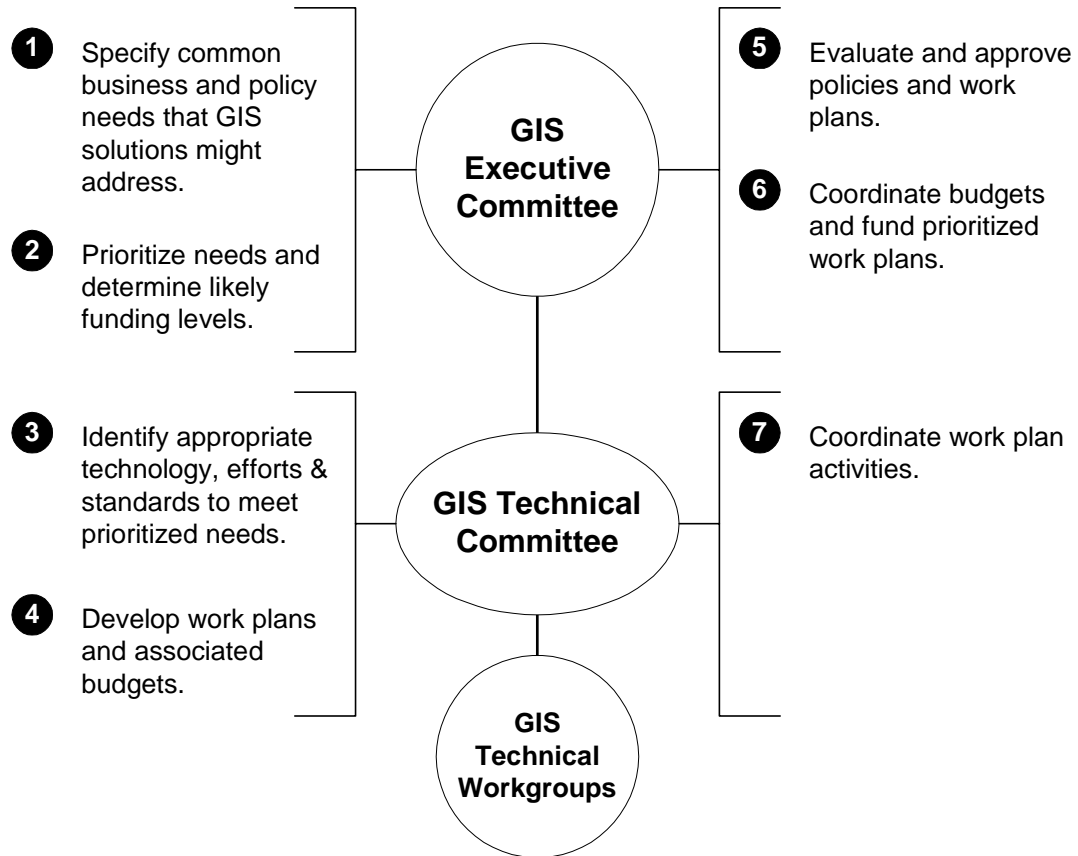 1
Specify common
business and policy
needs that GIS
solutions might
address.
2
Prioritize needs and
determine likely
funding levels.
GIS
Executive
Committee
5
Evaluate and approve
policies and work
plans.
6
Coordinate budgets
and fund prioritized
work plans.
3
Identify appropriate
technology, efforts &
standards to meet
prioritized needs.
4
Develop work plans
and associated
budgets.
GIS Technical
Committee
7
Coordinate work plan
activities.
GIS
Technical
Workgroups